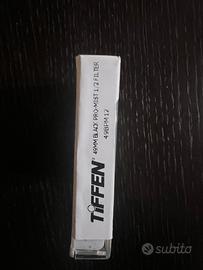 TIFFEN®
49MM BLACK PRO-MIST 1/2 FILTER
49BPM12
subito